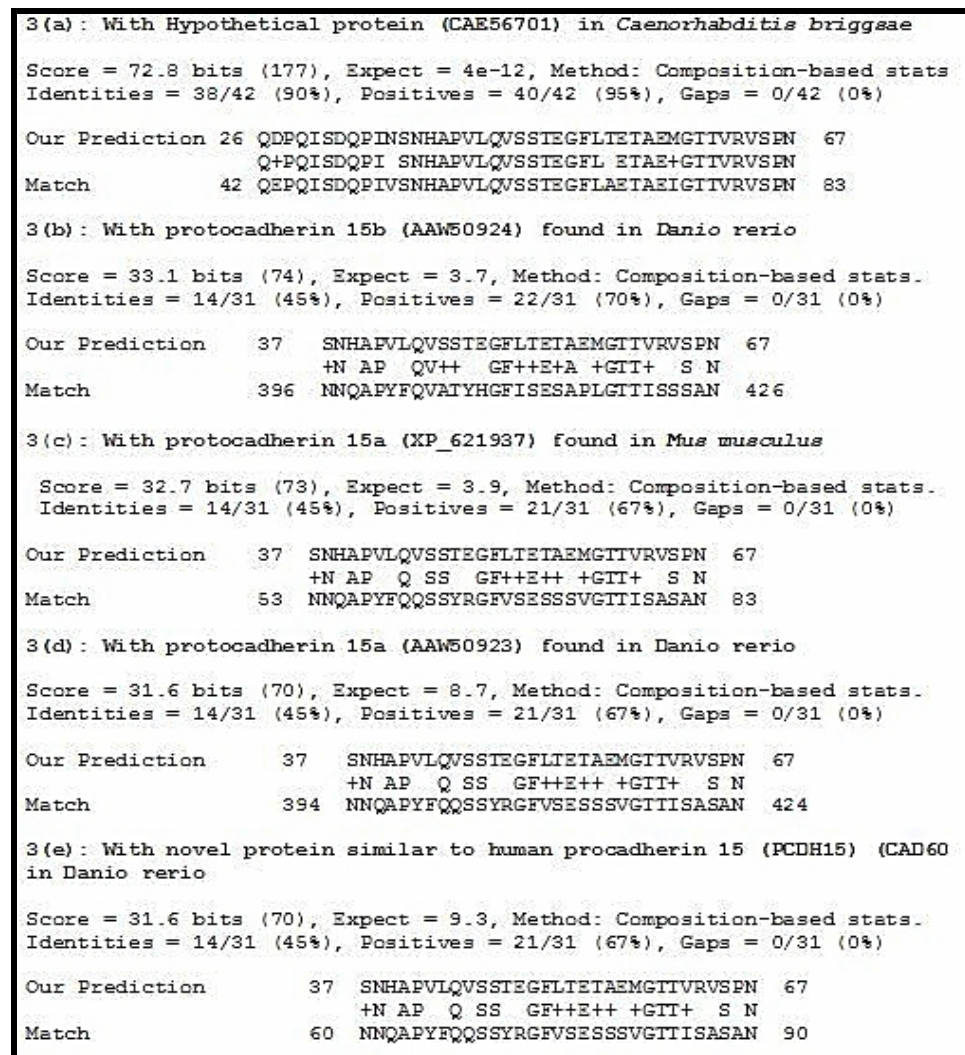 3(a): With Hypothetical protein (CAE56701) in Caenorhabditis briggsae
Score = 72.8 bits (177), Expect = 4e-12, Method: Composition-based stats
Identities = 38/42 (90%), Positives = 40/42 (95%), Gaps = 0/42 (0%)
Our Prediction 26 QDPQISDQPINSNHAPVLQVSSTEGFLTETAEMGTTVRVSPN 67
Q+PQISDQPI SNHAPVLQVSSTEGFL ETAE+GTTVRVSPN
Match 42 QEPQISDQPIVSNHAPVLQVSSTEGFLAETAEIGTTVRVSPN 83
3(b): With protocadherin 15b (AAW50924) found in Danio rerio
Score = 33.1 bits (74), Expect = 3.7, Method: Composition-based stats.
Identities = 14/31 (45%), Positives = 22/31 (70%), Gaps = 0/31 (0%)
Our Prediction 37 SNHAPVLQVSSTEGFLTETAEMGTTVRVSPN 67
+N AP QV++ GF++E+A +GTT+ S N
Match 396 NNQAPYFQVATYHGFISESAPLGTTISSSAN 426
3(c): With protocadherin 15a (XP_621937) found in Mus musculus
Score = 32.7 bits (73), Expect = 3.9, Method: Composition-based stats.
Identities = 14/31 (45%), Positives = 21/31 (67%), Gaps = 0/31 (0%)
Our Prediction 37 SNHAPVLQVSSTEGFLTETAEMGTTVRVSPN 67
+N AP Q SS GF++E++ +GTT+ S N
Match 53 NNQAPYFQQSSYRGFVSESSSVGTTISASAN 83
3(d): With protocadherin 15a (AAW50923) found in Danio rerio
Score = 31.6 bits (70), Expect = 8.7, Method: Composition-based stats.
Identities = 14/31 (45%), Positives = 21/31 (67%), Gaps = 0/31 (0%)
Our Prediction 37 SNHAPVLQVSSTEGFLTETAEMGTTVRVSPN 67
+N AP Q SS GF++E++ +GTT+ S N
Match 394 NNQAPYFQQSSYRGFVSESSSVGTTISASAN 424
3(e): With novel protein similar to human procadherin 15 (PCDH15) (CAD60
in Danio rerio
Score = 31.6 bits (70), Expect = 9.3, Method: Composition-based stats.
Identities = 14/31 (45%), Positives = 21/31 (67%), Gaps = 0/31 (0%)
Our Prediction 37 SNHAPVLQVSSTEGFLTETAEMGTTVRVSPN 67
+N AP Q SS GF++E++ +GTT+ S N
Match 60 NNQAPYFQQSSYRGFVSESSSVGTTISASAN 90